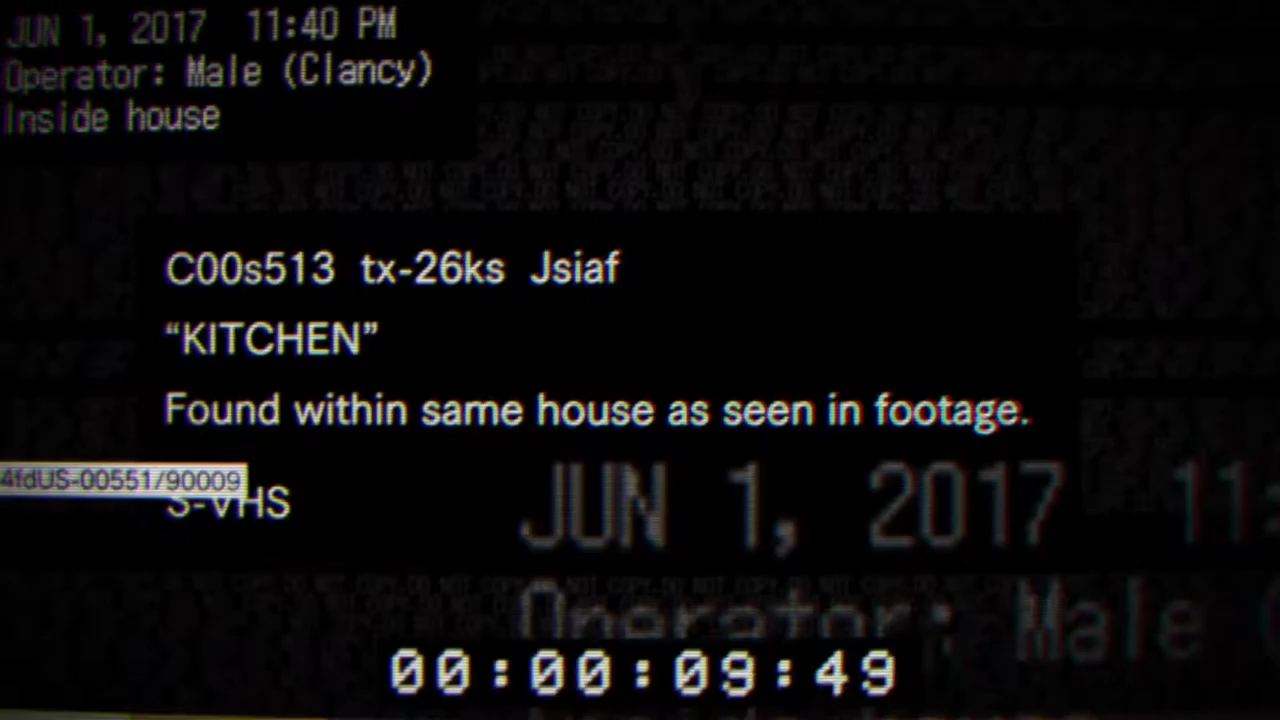 JUN 1, 2017 11:40 PM
Operator: Male (Clancy)
Inside house
C00s513 tx-26ks Jsiaf
“KITCHEN”
Found within same house as seen in footage.
4fdUS-00551/90009
S-VHS
JUN 1, 2017 11:
Operator: Male (
00:00:09:49